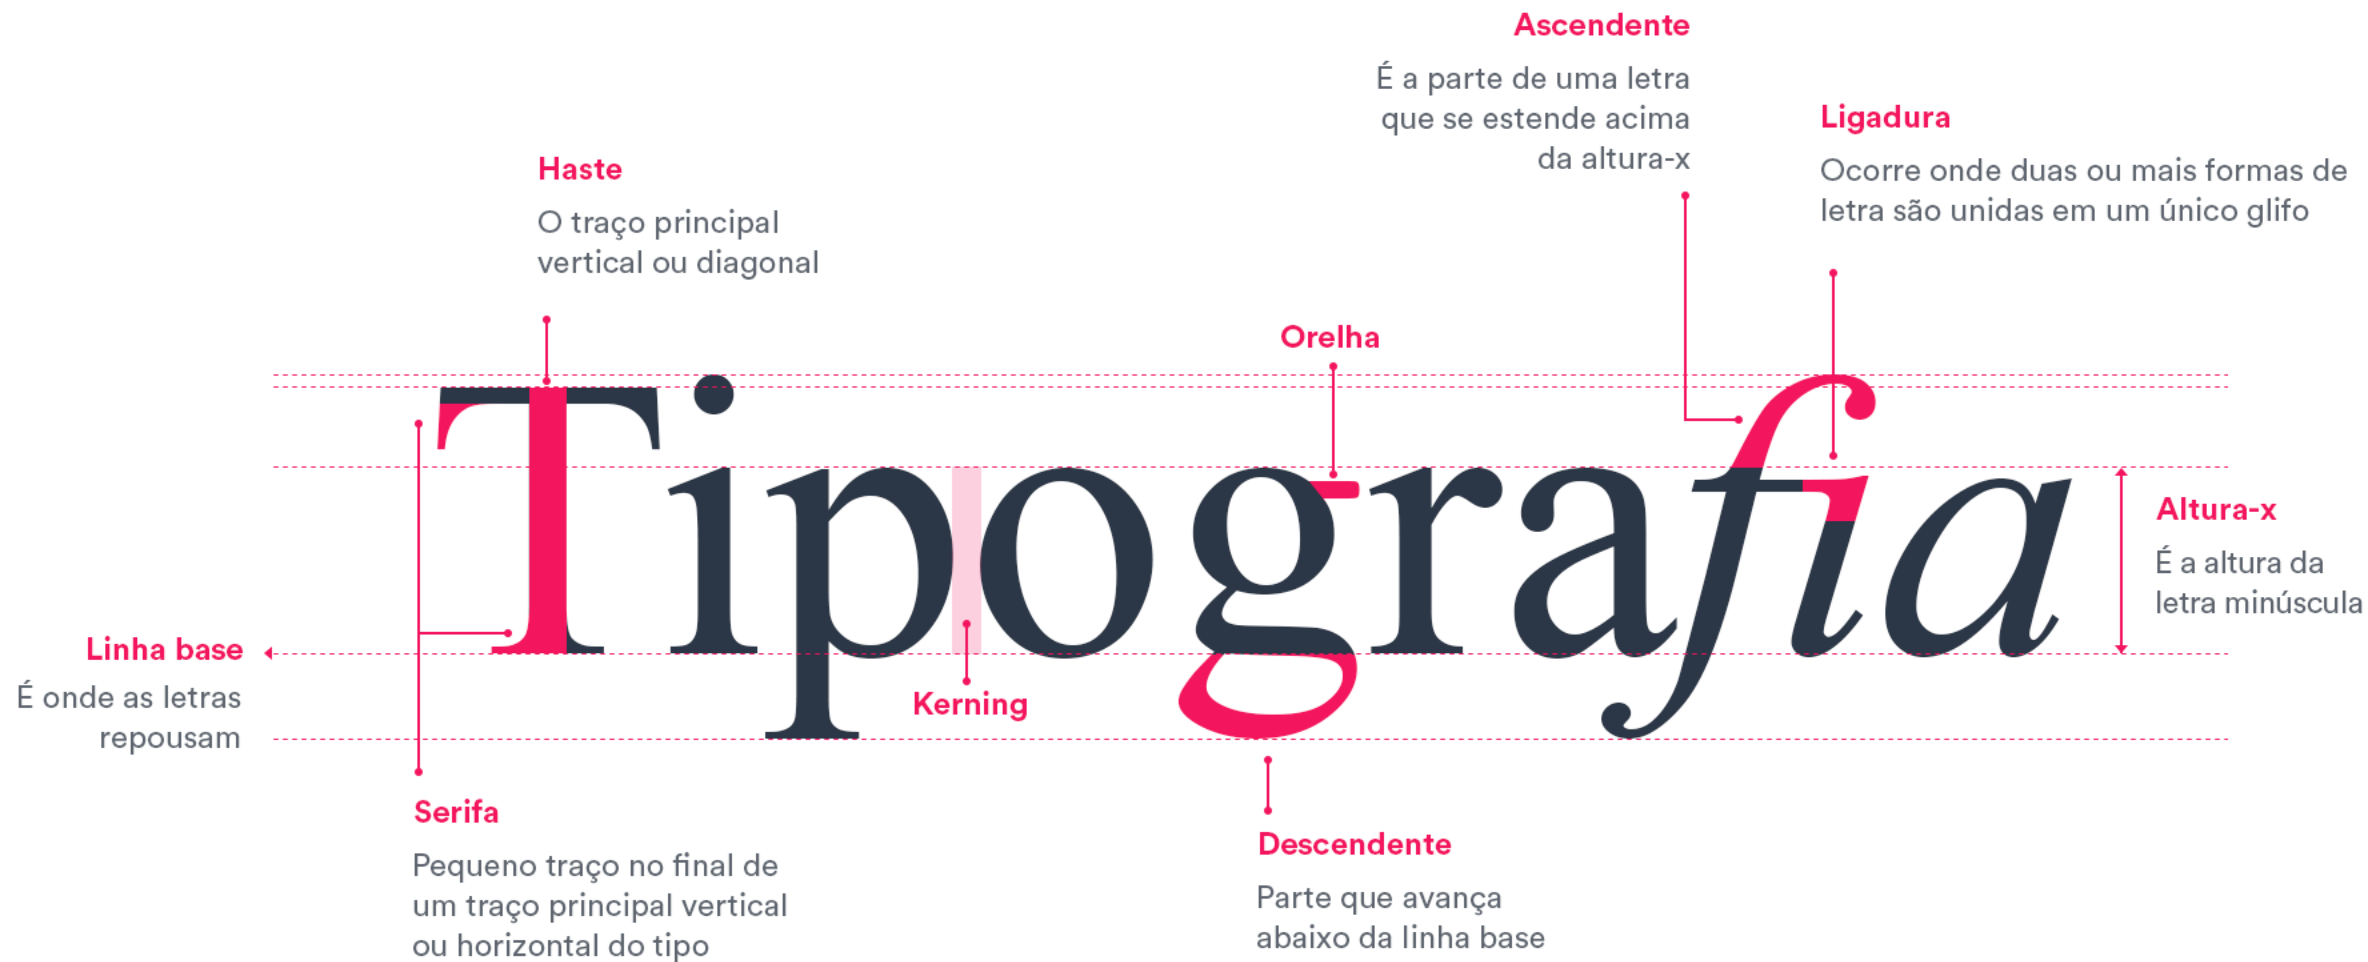 Ascendente
É a parte de uma letra
que se estende acima
da altura-x
Ligadura
Ocorre onde duas ou mais formas de
letra são unidas em um único glifo
Haste
O traço principal
vertical ou diagonal
Orelha
Tipografia
Altura-x
É a altura da
letra minúscula
Linha base
É onde as letras
repousam
Kerning
Serifa
Pequeno traço no final de
um traço principal vertical
ou horizontal do tipo
Descendente
Parte que avança
abaixo da linha base